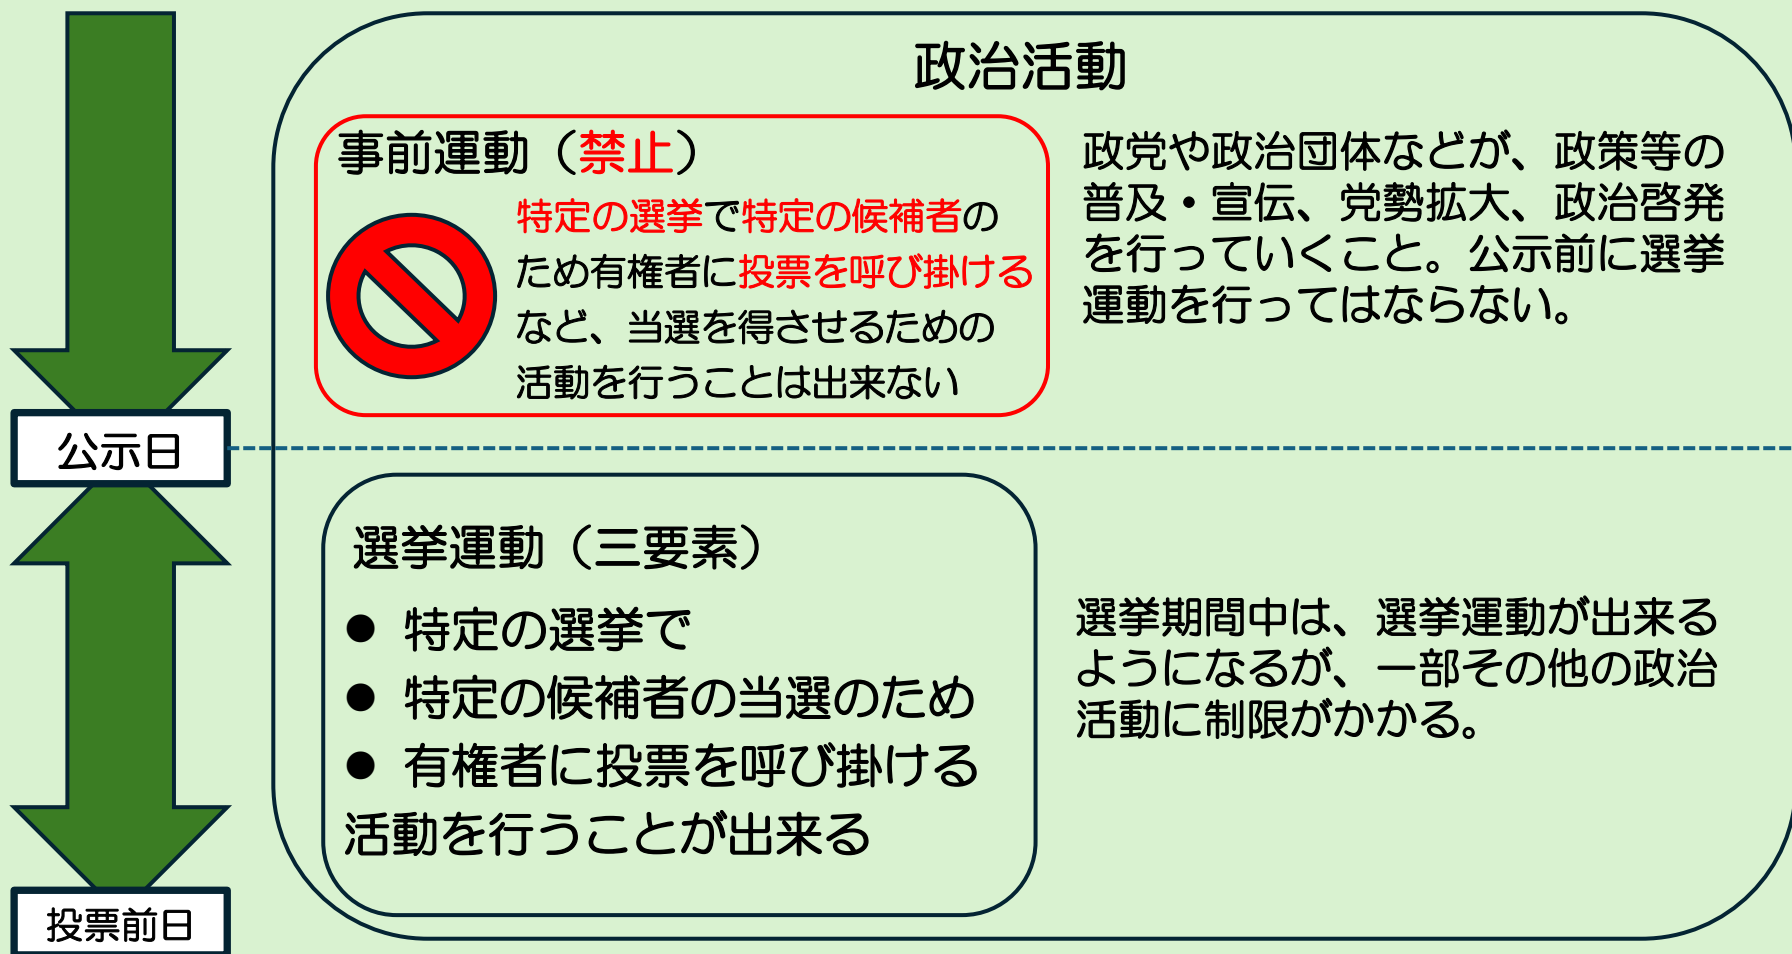 政治活動
事前運動（禁止）
特定の選挙で特定の候補者の
ため有権者に投票を呼び掛ける
など、当選を得させるための
活動を行うことは出来ない
政党や政治団体などが、政策等の
普及・宣伝、党勢拡大、政治啓発
を行っていくこと。公示前に選挙
運動を行ってはならない。
公示日
選挙運動（三要素）
● 特定の選挙で
● 特定の候補者の当選のため
● 有権者に投票を呼び掛ける
活動を行うことが出来る
選挙期間中は、選挙運動が出来る
ようになるが、一部その他の政治
活動に制限がかかる。
投票前日